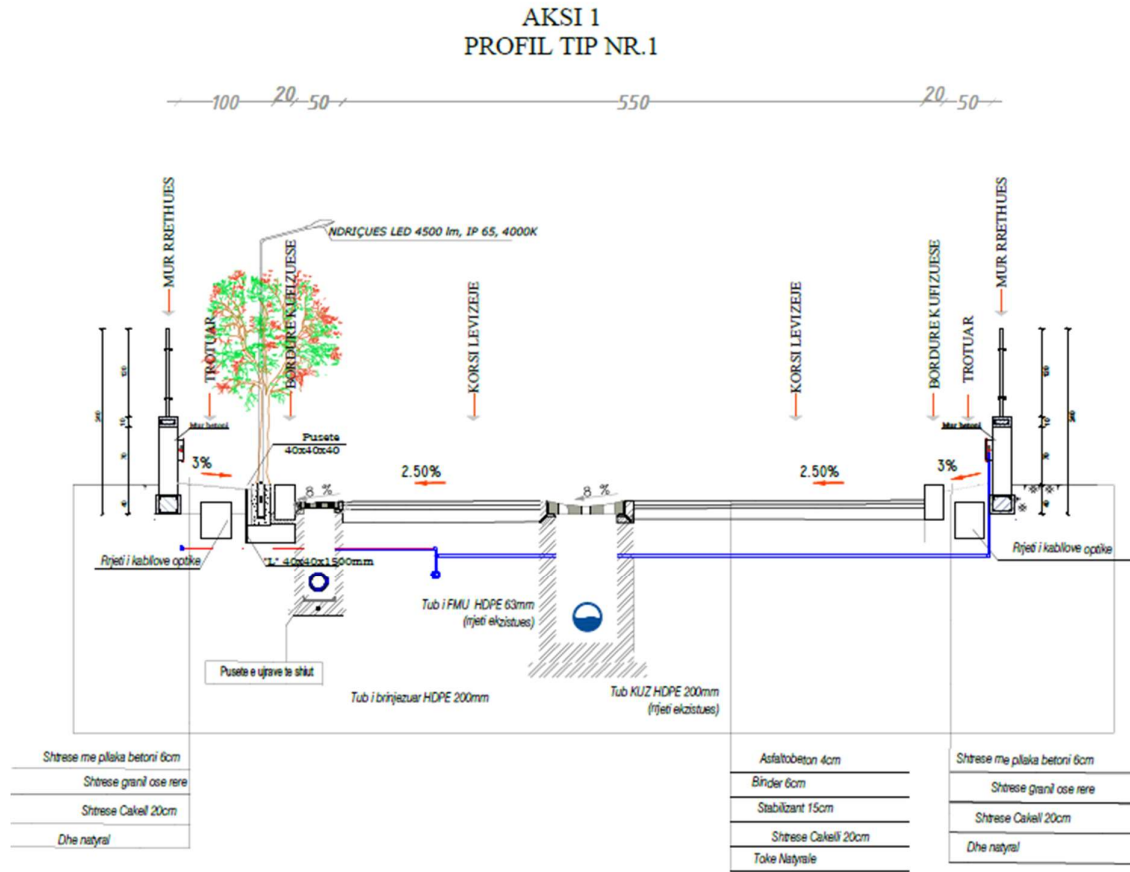 AKSI 1
PROFIL TIP NR.1
100 20 50 550 20 50
MUR RRETHUES
MUR RRETHUES
NDRIÇUES LED 4500 lm, IP 65, 4000K
TROTUAR
BORDURE KUFIZUESE
KORSI LEVIZEJE
KORSI LEVIZEJE
BORDURE KUFIZUESE
TROTUAR
Mur betoni
Mur betoni
Pusete
40x40x40
3%
2.50%
2.50%
3%
8 %
8 %
Rrjeti i kabllove optike
"L" 40x40x1500mm
Rrjeti i kabllove optike
Tub i FMU HDPE 63mm
(rrjeti ekzistues)
Pusete e ujrave te shiut
Tub i brinjezuar HDPE 200mm
Tub KUZ HDPE 200mm
(rrjeti ekzistues)
Shtrese me pllaka betoni 6cm
Shtrese granil ose rere
Shtrese Cakell 20cm
Dhe natyral
Asfaltobeton 4cm
Binder 6cm
Stabilizant 15cm
Shtrese Cakelli 20cm
Toke Natyrale
Shtrese me pllaka betoni 6cm
Shtrese granil ose rere
Shtrese Cakell 20cm
Dhe natyral